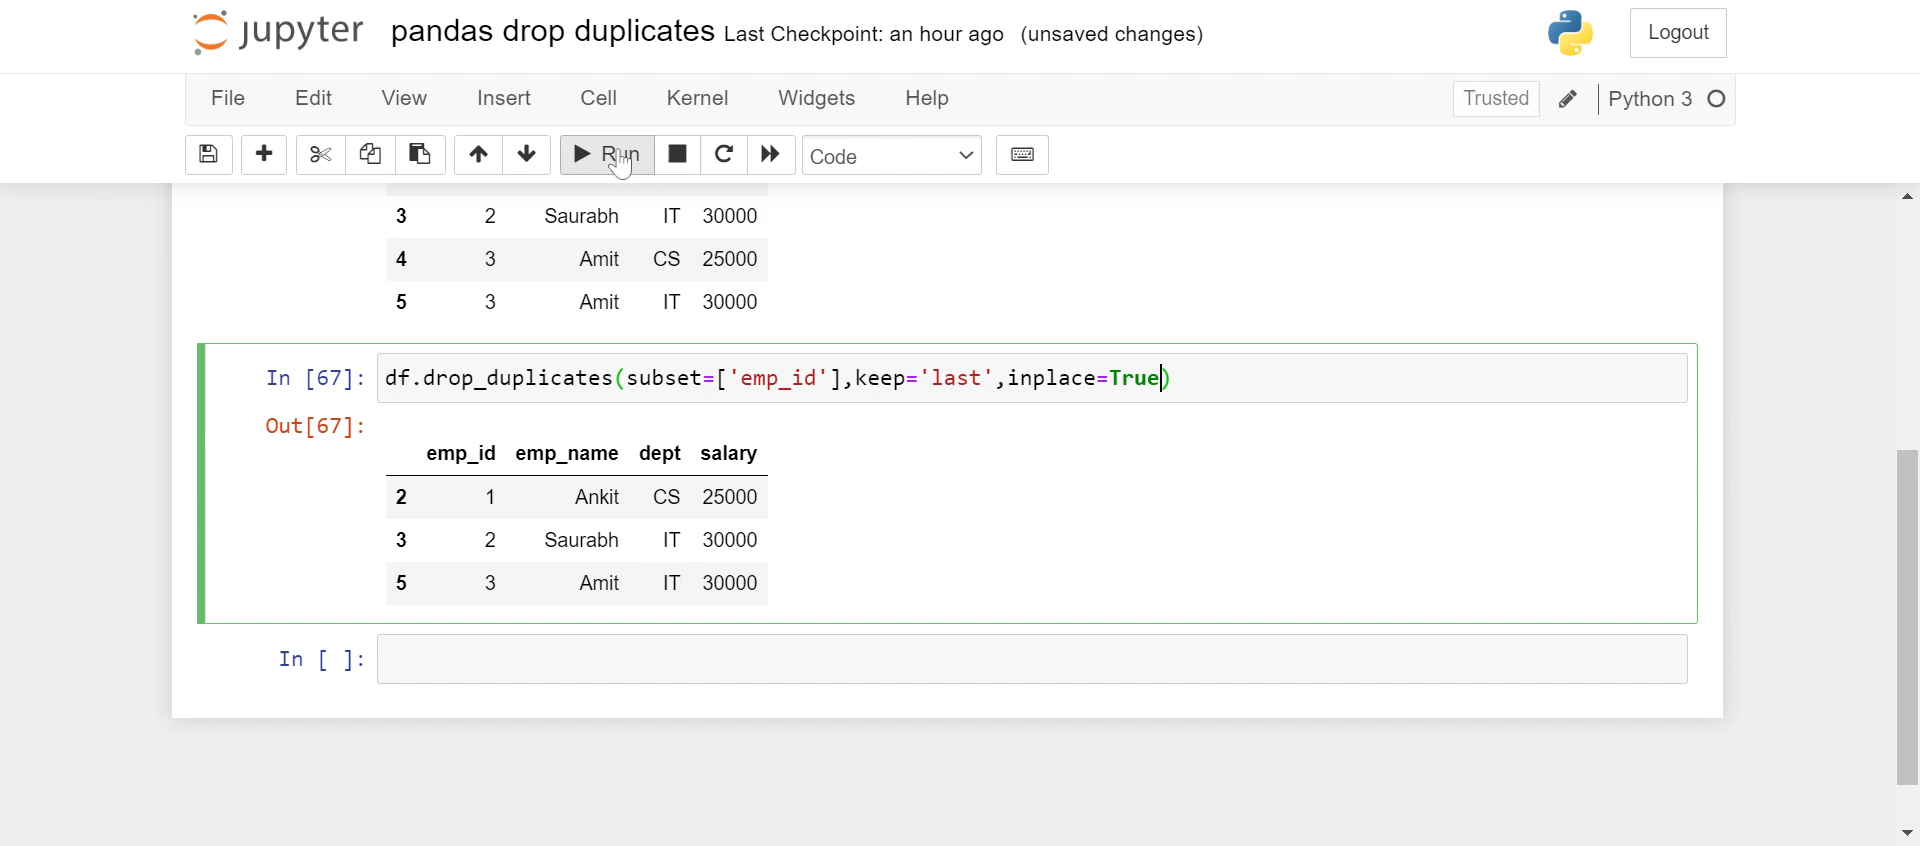 jupyter pandas drop duplicates Last Checkpoint: an hour ago (unsaved changes) Logout
File Edit View Insert Cell Kernel Widgets Help Trusted Python 3
Run Code
3 2 Saurabh IT 30000
4 3 Amit CS 25000
5 3 Amit IT 30000
In [67]: df.drop_duplicates(subset=['emp_id'],keep='last',inplace=True)
Out[67]:
emp_id emp_name dept salary
2 1 Ankit CS 25000
3 2 Saurabh IT 30000
5 3 Amit IT 30000
In [ ]: